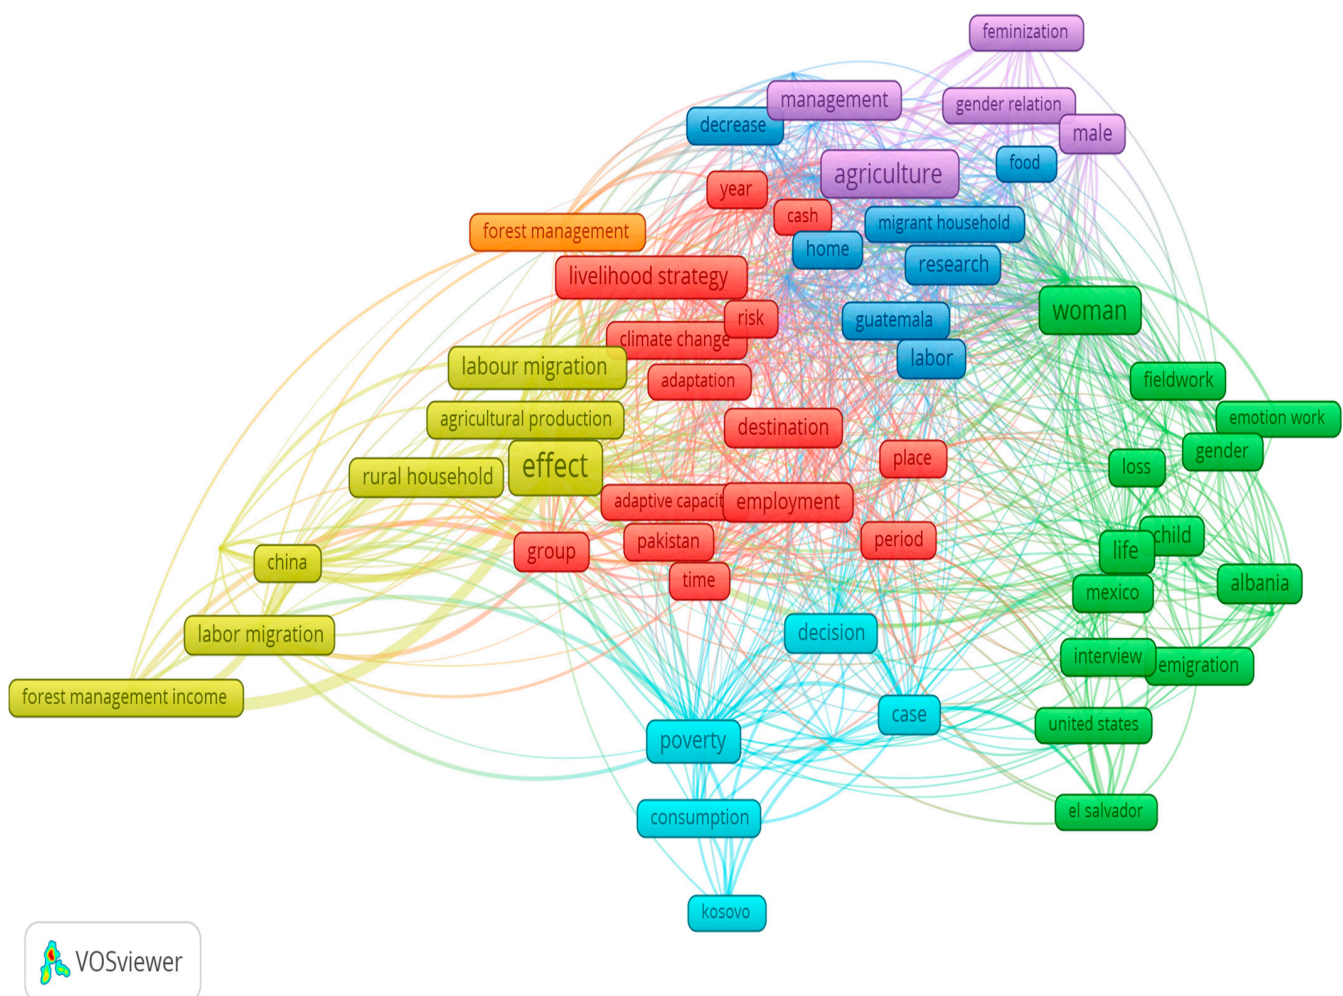 feminization
management
gender relation
decrease
male
food
agriculture
year
cash
migrant household
forest management
home
research
livelihood strategy
woman
risk
guatemala
climate change
labor
labour migration
adaptation
fieldwork
agricultural production
emotion work
destination
gender
place
loss
effect
rural household
adaptive capacit
employment
child
period
pakistan
life
group
china
time
albania
mexico
decision
labor migration
interview
emigration
forest management income
case
united states
poverty
el salvador
consumption
kosovo
VOSviewer